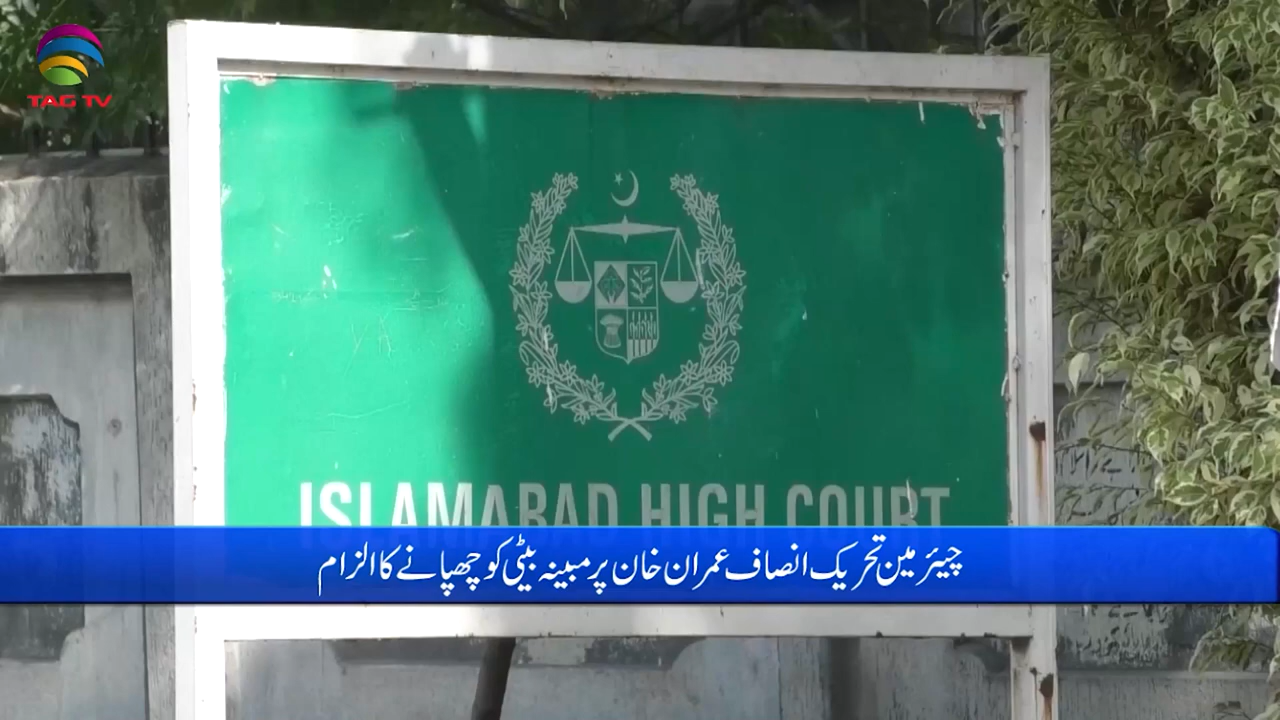 TAG TV
ISLAMABAD HIGH COURT
چیئرمین تحریک انصاف عمران خان پر مبینہ بیٹی کو چھپانے کا الزام